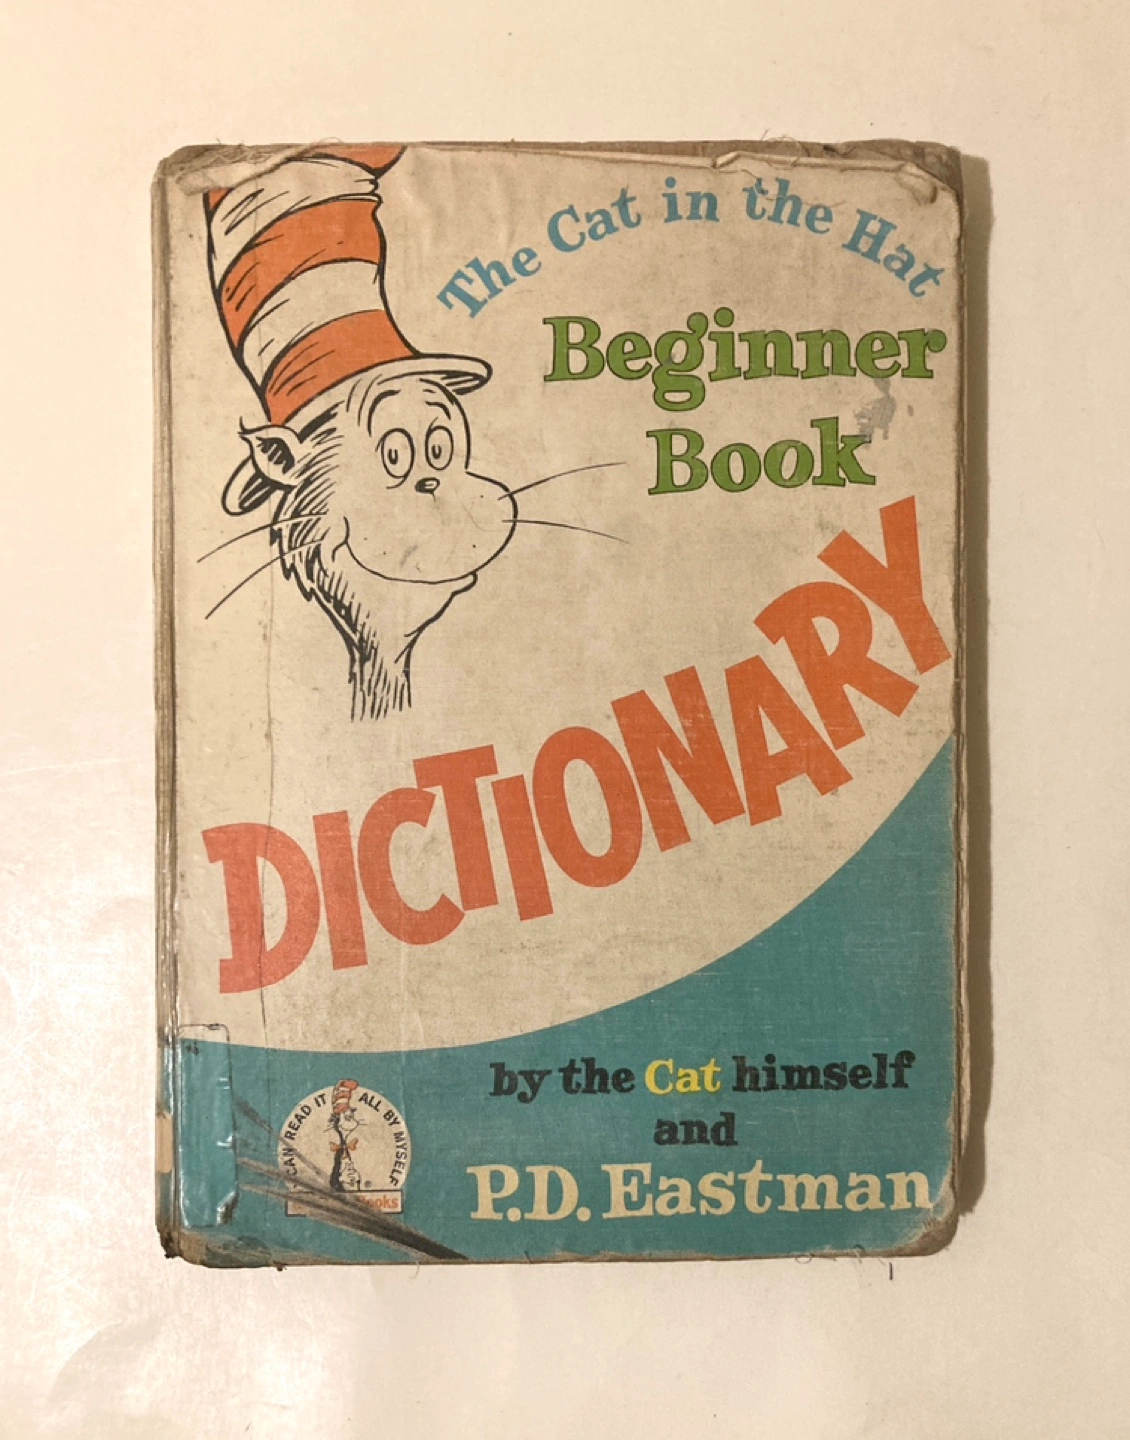 The Cat in the Hat
Beginner
Book
DICTIONARY
by the Cat himself
and
P.D. Eastman
I CAN READ IT ALL BY MYSELF
Books